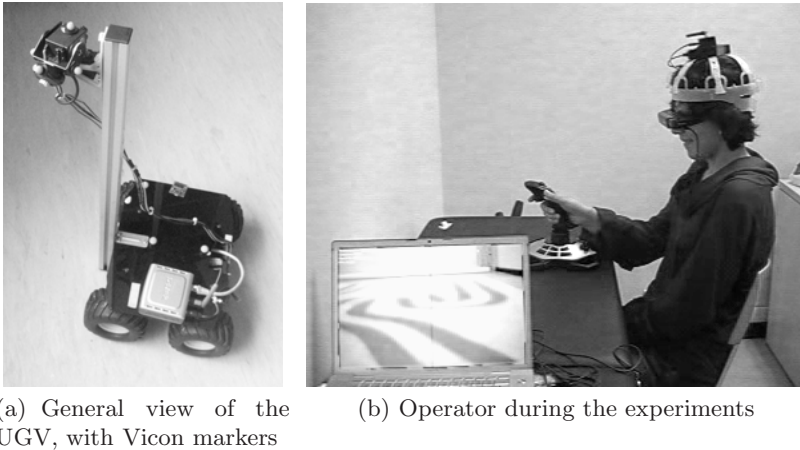 (a) General view of the
UGV, with Vicon markers
(b) Operator during the experiments